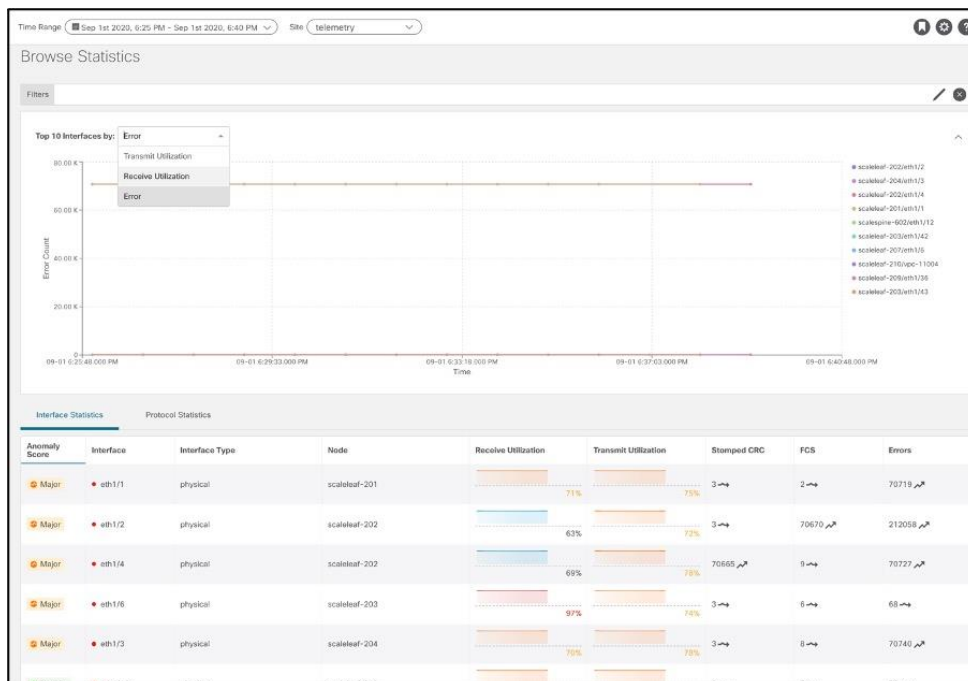 Time Range Sep 1st 2020, 6:25 PM - Sep 1st 2020, 6:40 PM Site telemetry
Browse Statistics
Filters
Top 10 Interfaces by: Error
Transmit Utilization
Receive Utilization
Error
80.00 K
60.00 K
40.00 K
20.00 K
0
Error Count
09-01 6:25:48.000 PM 09-01 6:29:33.000 PM 09-01 6:33:18.000 PM 09-01 6:37:03.000 PM 09-01 6:40:48.000 PM
Time
scaleleaf-202/eth1/2
scaleleaf-204/eth1/3
scaleleaf-202/eth1/4
scaleleaf-201/eth1/1
scalespine-602/eth1/12
scaleleaf-203/eth1/42
scaleleaf-207/eth1/6
scaleleaf-210/vpc-11004
scaleleaf-209/eth1/36
scaleleaf-203/eth1/43
Interface Statistics Protocol Statistics
Anomaly Score Interface Interface Type Node Receive Utilization Transmit Utilization Stomped CRC FCS Errors
Major eth1/1 physical scaleleaf-201 71% 75% 3 2 70719
Major eth1/2 physical scaleleaf-202 63% 72% 3 70670 212058
Major eth1/4 physical scaleleaf-202 69% 70665 9 70727
Major eth1/6 physical scaleleaf-203 97% 74% 3 6 68
Major eth1/3 physical scaleleaf-204 3 8 70740